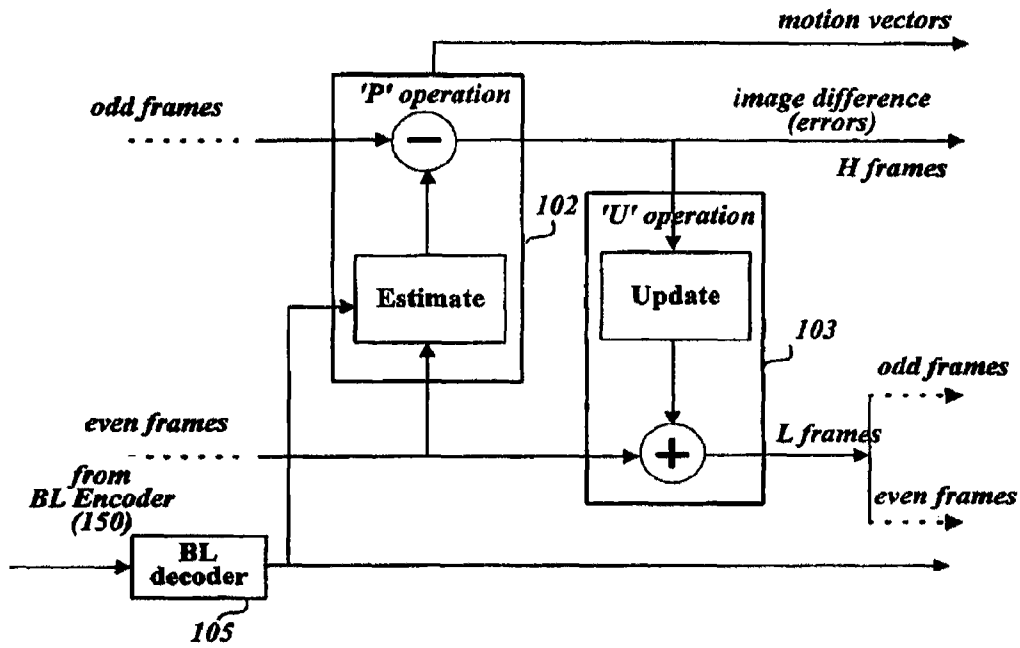 motion vectors
'P' operation
odd frames
−
image difference
(errors)
H frames
102
'U' operation
Estimate
Update
103
odd frames
even frames
+
L frames
from
BL Encoder
(150)
even frames
BL
decoder
105